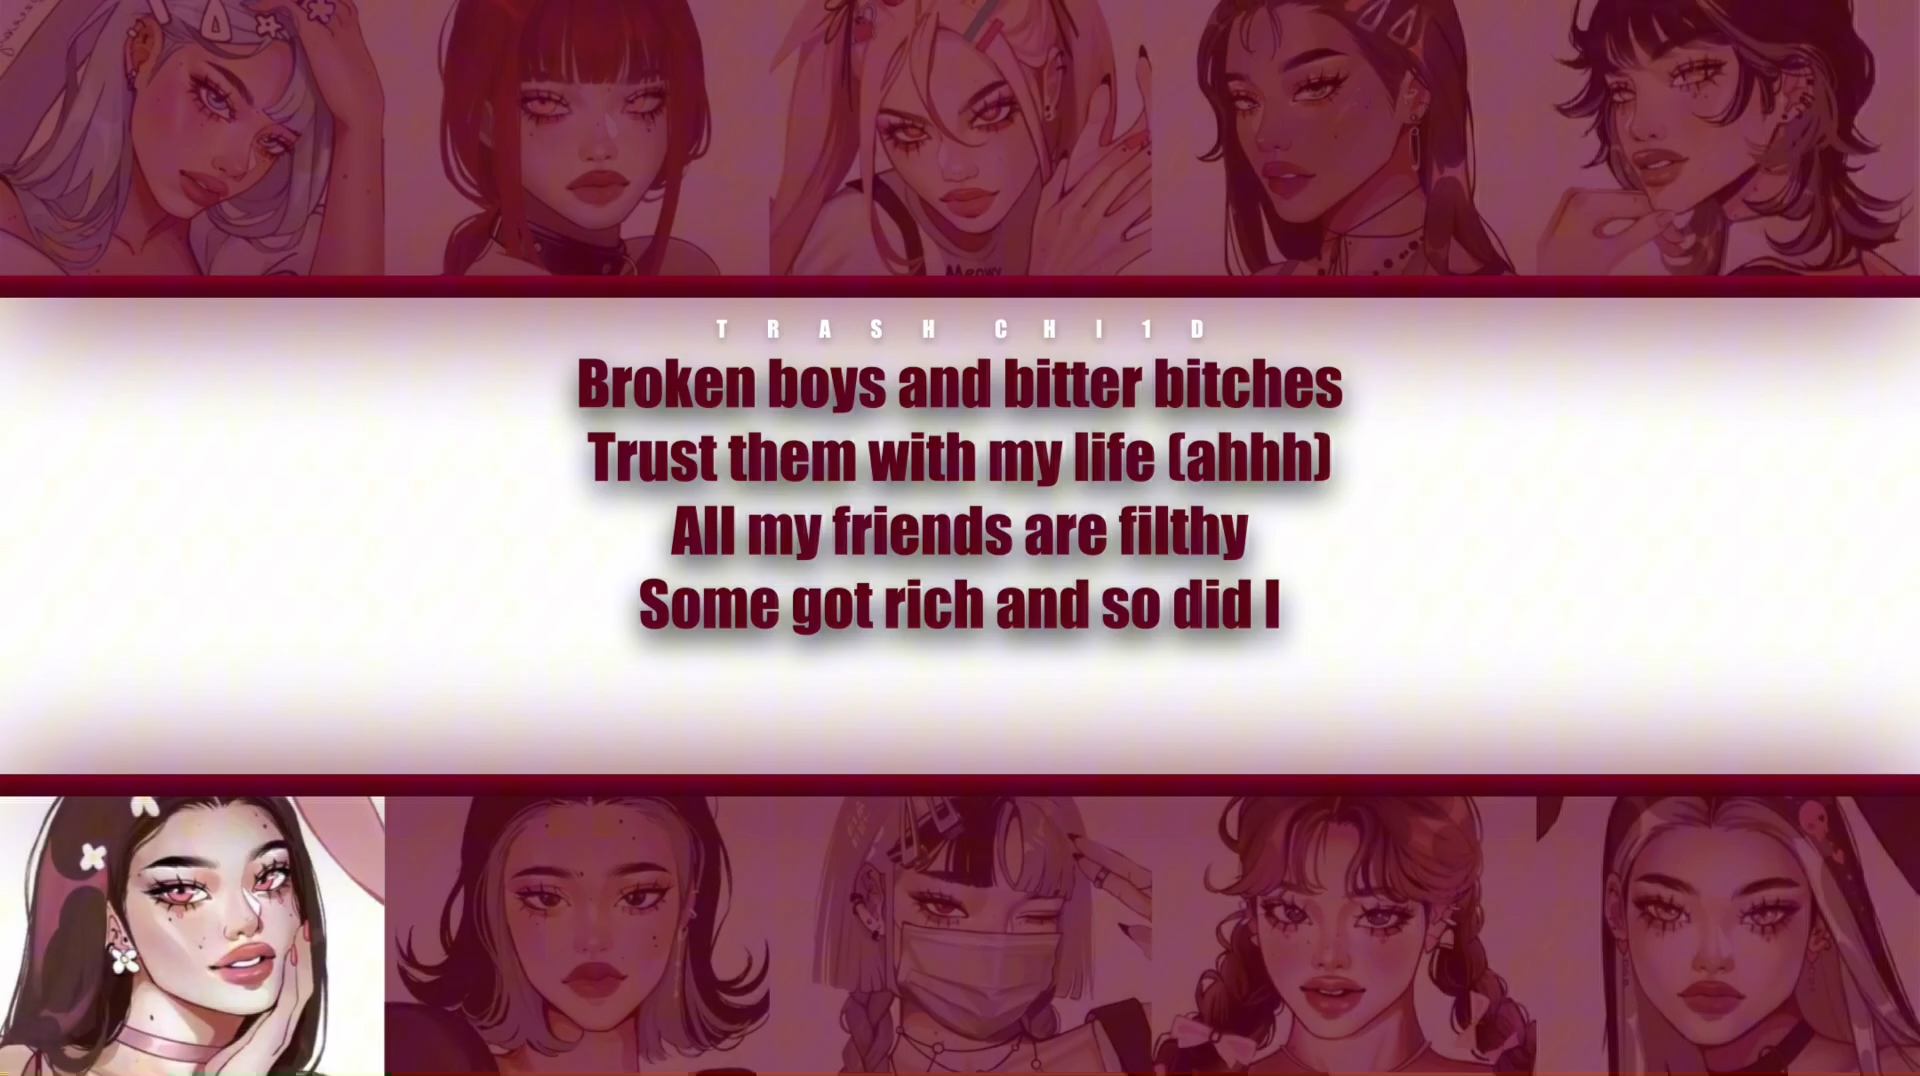 Meow
T R A S H C H I 1 D
Broken boys and bitter bitches
Trust them with my life (ahhh)
All my friends are filthy
Some got rich and so did I